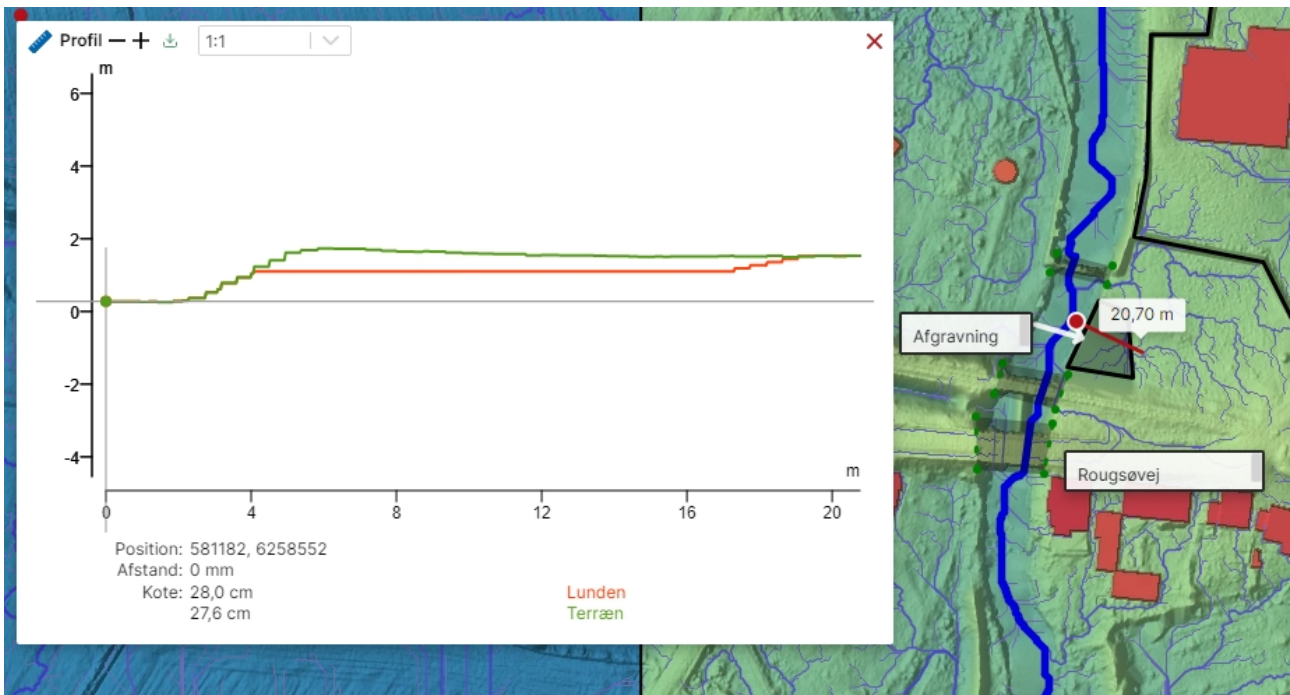 Profil
1:1
m
6
4
2
0
-2
-4
m
0 4 8 12 16 20
Position: 581182, 6258552
Afstand: 0 mm
Kote: 28,0 cm Lunden
27,6 cm Terræn
20,70 m
Afgravning
Rougsøvej